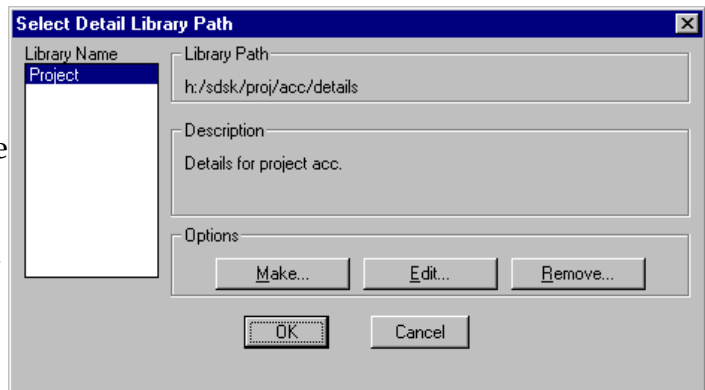 Select Detail Library Path
Library Name
Project
Library Path
h:/sdsk/proj/acc/details
Description
Details for project acc.
Options
Make...
Edit...
Remove...
OK
Cancel